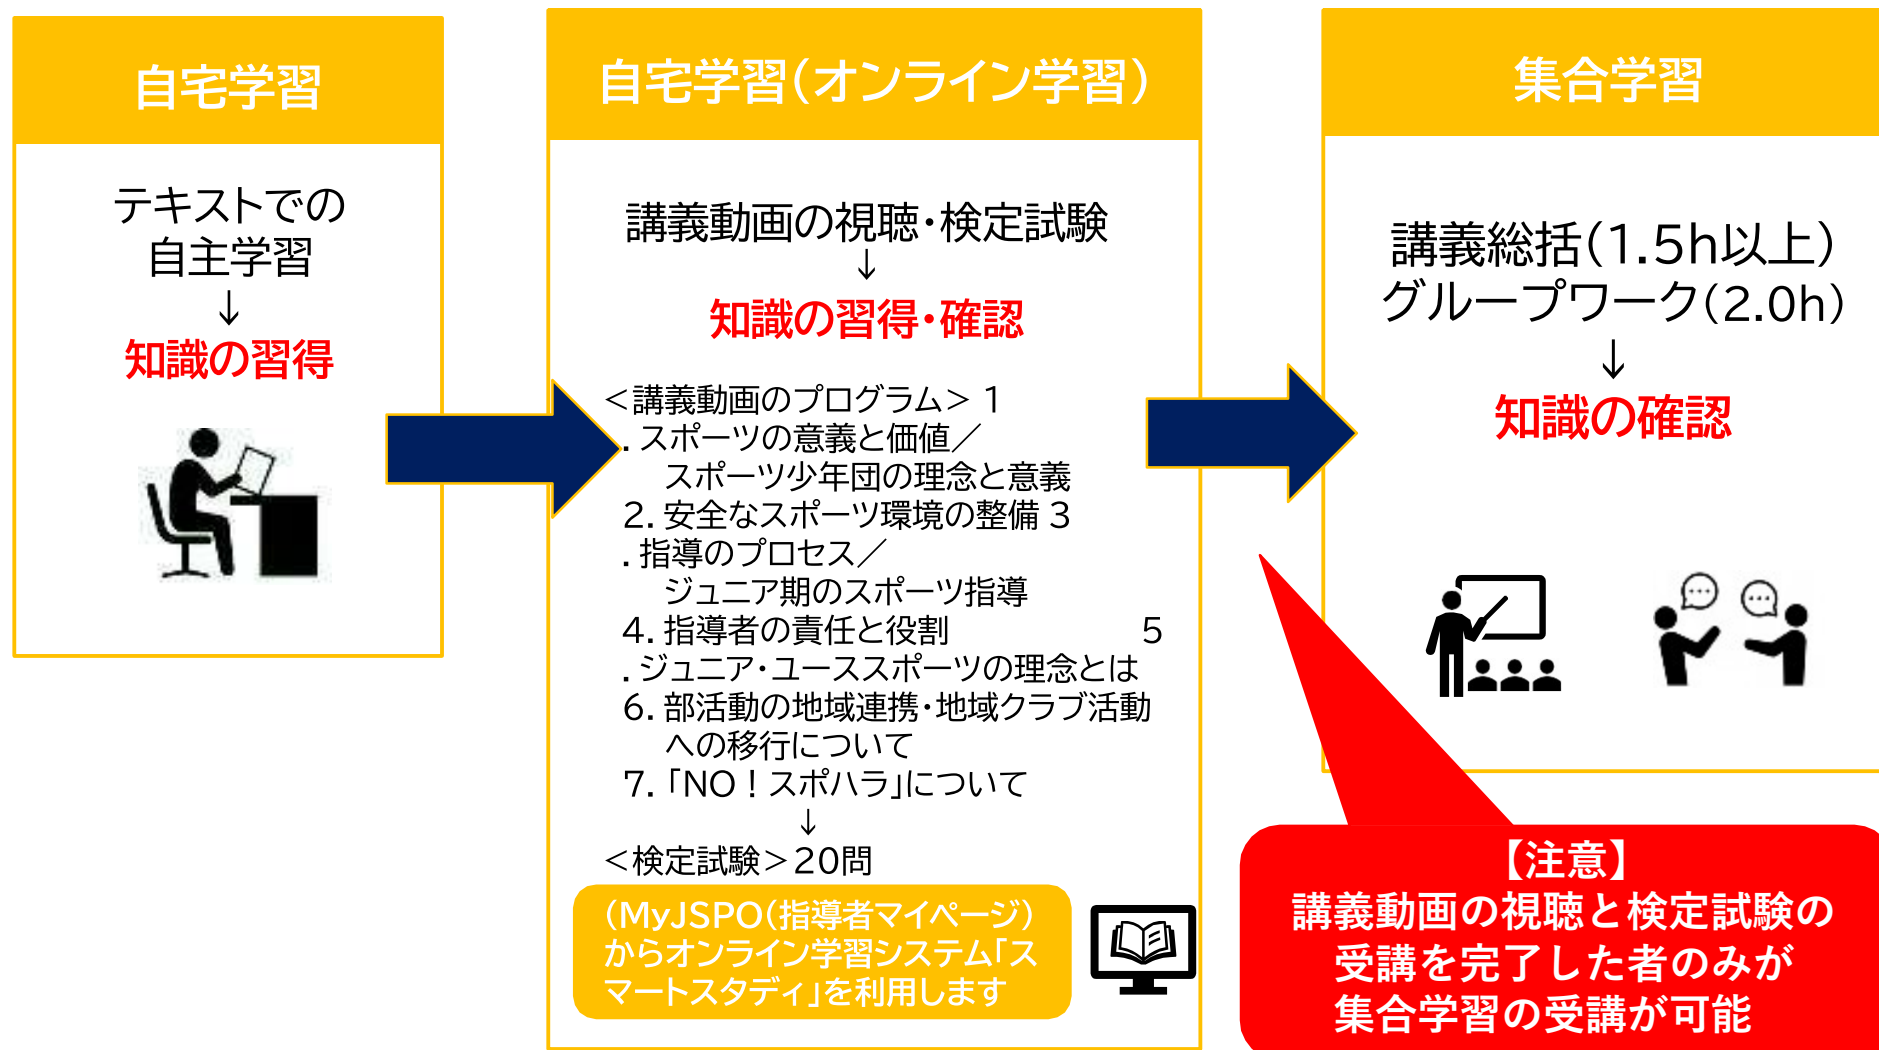 自宅学習
テキストでの
自主学習
↓
知識の習得
自宅学習(オンライン学習)
講義動画の視聴・検定試験
↓
知識の習得・確認
<講義動画のプログラム> 1
. スポーツの意義と価値／
スポーツ少年団の理念と意義
2. 安全なスポーツ環境の整備 3
. 指導のプロセス／
ジュニア期のスポーツ指導
4. 指導者の責任と役割 5
. ジュニア・ユーススポーツの理念とは
6. 部活動の地域連携・地域クラブ活動
への移行について
7. 「NO！スポハラ」について
↓
<検定試験>20問
(MyJSPO(指導者マイページ)
からオンライン学習システム「ス
マートスタディ」を利用します
集合学習
講義総括(1.5h以上)
グループワーク(2.0h)
↓
知識の確認
【注意】
講義動画の視聴と検定試験の
受講を完了した者のみが
集合学習の受講が可能